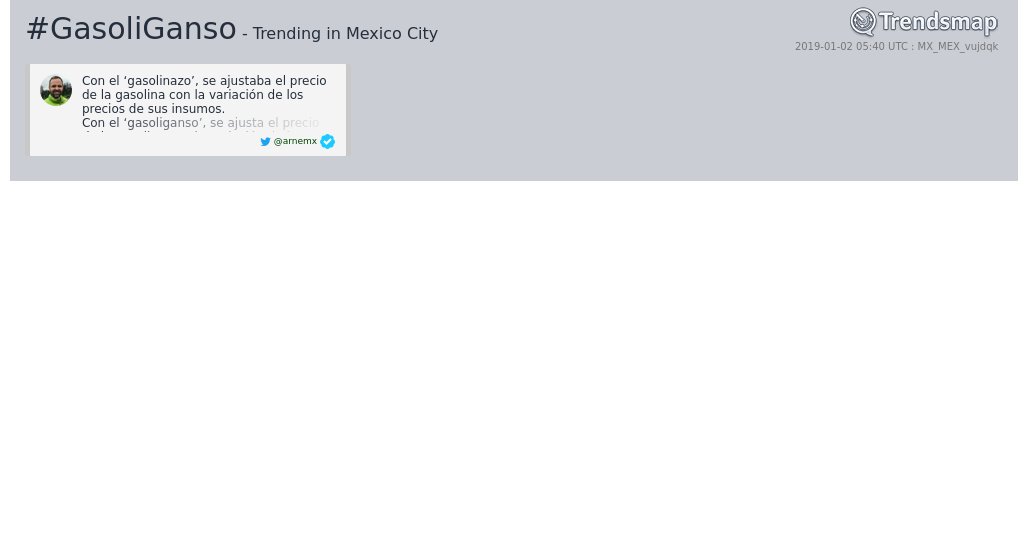 #GasoliGanso - Trending in Mexico City
Trendsmap
2019-01-02 05:40 UTC : MX_MEX_vujdqk
Con el ‘gasolinazo’, se ajustaba el precio
de la gasolina con la variación de los
precios de sus insumos.
Con el ‘gasoliganso’, se ajusta el precio
@arnemx